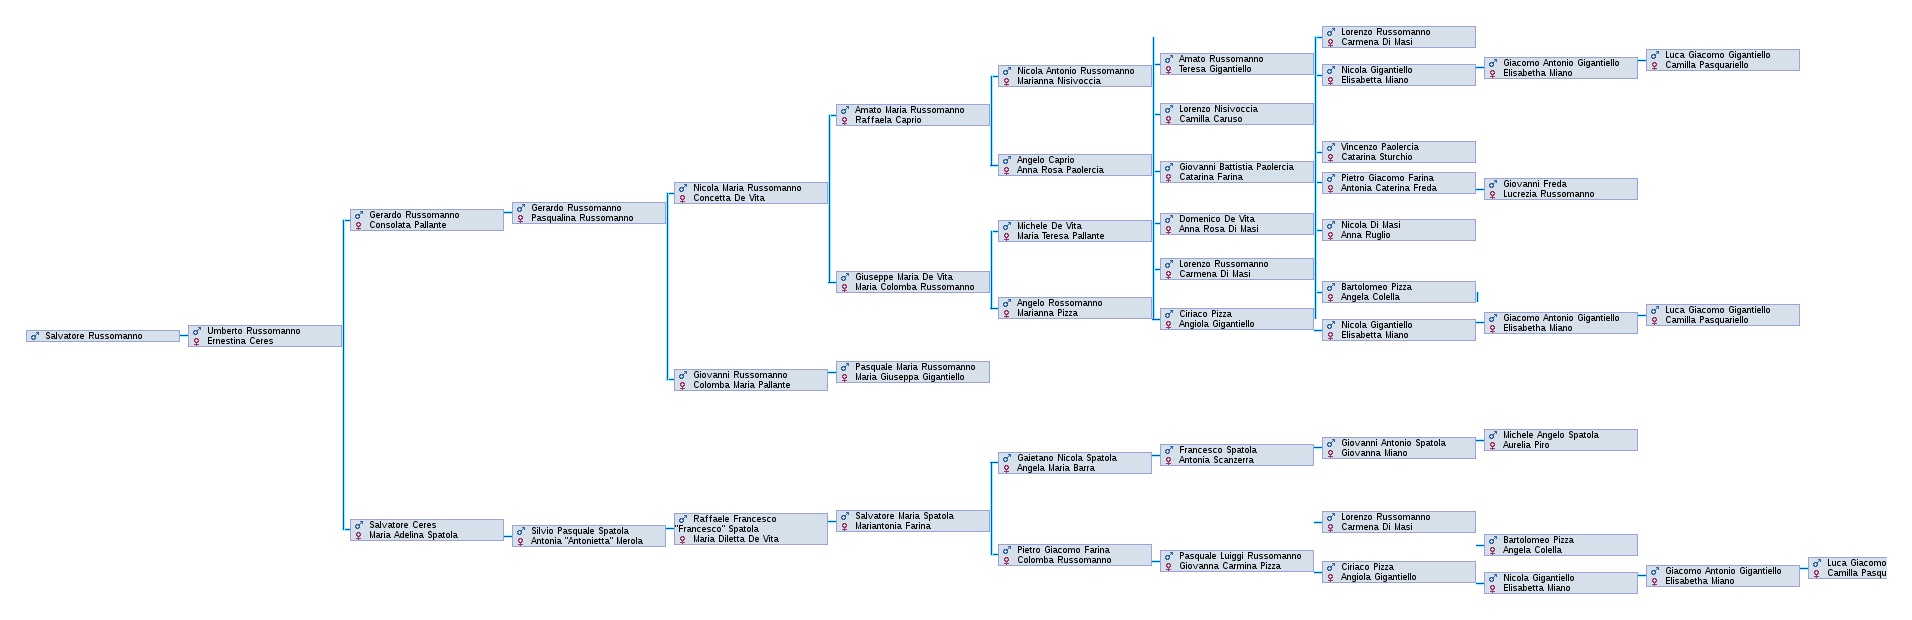 Salvatore Russomanno
Umberto Russomanno
Ernestina Ceres
Gerardo Russomanno
Consolata Pallante
Salvatore Ceres
Maria Adelina Spatola
Gerardo Russomanno
Pasqualina Russomanno
Silvio Pasquale Spatola
Antonia "Antonietta" Merola
Nicola Maria Russomanno
Concetta De Vita
Giovanni Russomanno
Colomba Maria Pallante
Raffaele Francesco
"Francesco" Spatola
Maria Diletta De Vita
Amato Maria Russomanno
Raffaela Caprio
Giuseppe Maria De Vita
Maria Colomba Russomanno
Pasquale Maria Russomanno
Maria Giuseppa Gigantiello
Salvatore Maria Spatola
Mariantonia Farina
Nicola Antonio Russomanno
Marianna Nisivoccia
Angelo Caprio
Anna Rosa Paolercia
Michele De Vita
Maria Teresa Pallante
Angelo Rossomanno
Marianna Pizza
Gaietano Nicola Spatola
Angela Maria Barra
Pietro Giacomo Farina
Colomba Russomanno
Amato Russomanno
Teresa Gigantiello
Lorenzo Nisivoccia
Camilla Caruso
Giovanni Battistia Paolercia
Catarina Farina
Domenico De Vita
Anna Rosa Di Masi
Lorenzo Russomanno
Carmena Di Masi
Ciriaco Pizza
Angiola Gigantiello
Francesco Spatola
Antonia Scanzerra
Pasquale Luiggi Russomanno
Giovanna Carmina Pizza
Lorenzo Russomanno
Carmena Di Masi
Nicola Gigantiello
Elisabetta Miano
Vincenzo Paolercia
Catarina Sturchio
Pietro Giacomo Farina
Antonia Caterina Freda
Nicola Di Masi
Anna Ruglio
Bartolomeo Pizza
Angela Colella
Nicola Gigantiello
Elisabetta Miano
Giovanni Antonio Spatola
Giovanna Miano
Lorenzo Russomanno
Carmena Di Masi
Ciriaco Pizza
Angiola Gigantiello
Giacomo Antonio Gigantiello
Elisabetha Miano
Giovanni Freda
Lucrezia Russomanno
Giacomo Antonio Gigantiello
Elisabetha Miano
Michele Angelo Spatola
Aurelia Piro
Bartolomeo Pizza
Angela Colella
Nicola Gigantiello
Elisabetta Miano
Luca Giacomo Gigantiello
Camilla Pasquariello
Luca Giacomo Gigantiello
Camilla Pasquariello
Giacomo Antonio Gigantiello
Elisabetha Miano
Luca Giacomo
Camilla Pasqu